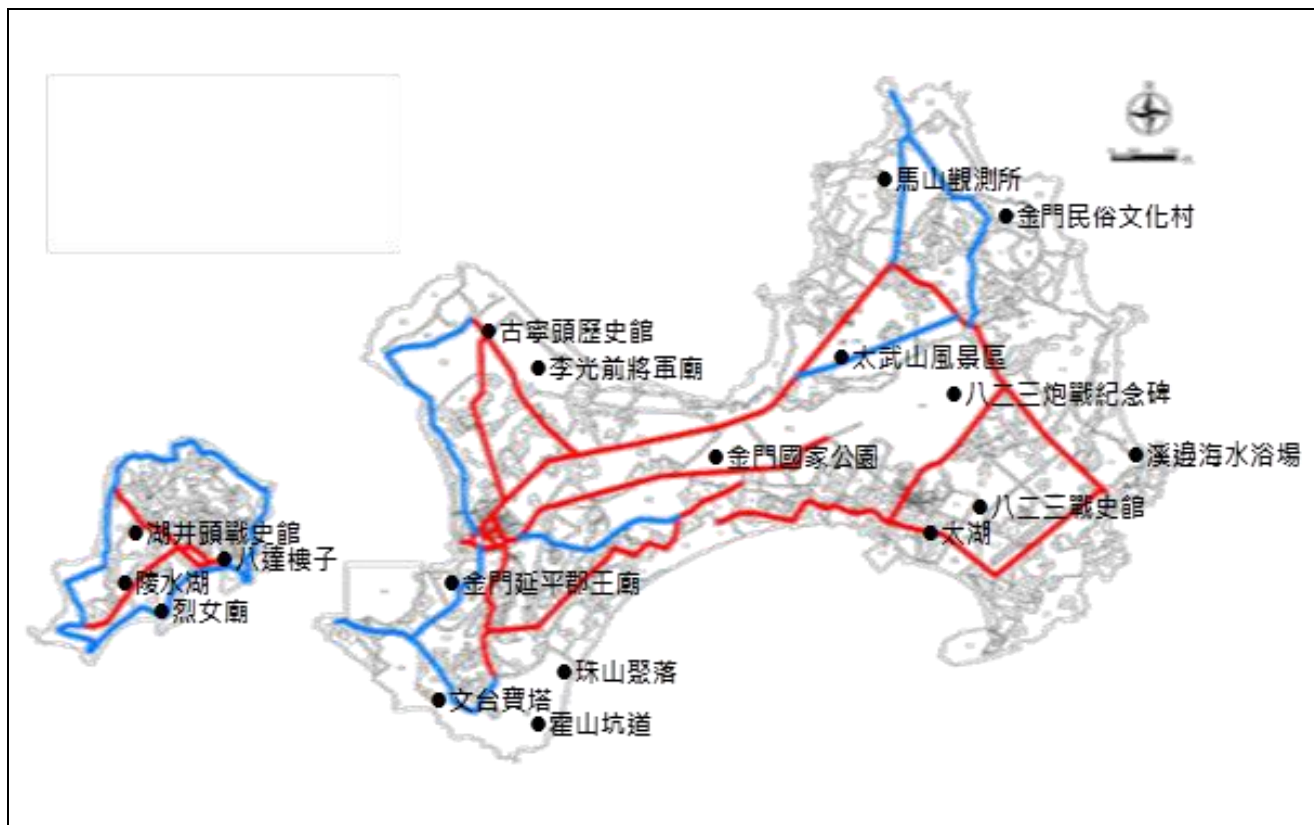 馬山觀測所
金門民俗文化村
古寧頭歷史館
李光前將軍廟
太武山風景區
八二三炮戰紀念碑
金門國家公園
溪邊海水浴場
八二三戰史館
湖井頭戰史館
太湖
八達樓子
陵水湖
金門延平郡王廟
烈女廟
珠山聚落
文台寶塔
霍山坑道